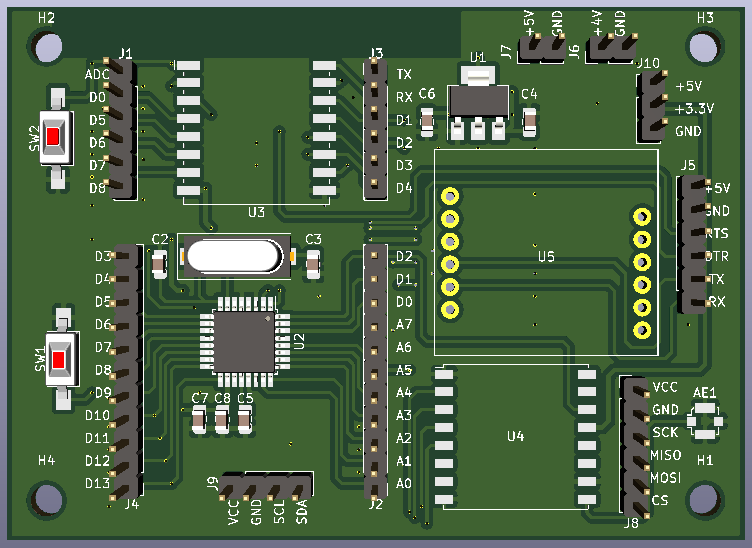 H2
J1
ADC
D0
D5
D6
D7
D8
SW2
U3
J3
TX
RX
D1
D2
D3
D4
C6
U1
C4
J7
+5V
GND
J6
+4V
GND
H3
J10
+5V
+3.3V
GND
J5
+5V
GND
RTS
DTR
TX
RX
U5
C2
C3
U2
C7
C8
C5
SW1
D3
D4
D5
D6
D7
D8
D9
D10
D11
D12
D13
J4
H4
J9
VCC
GND
SCL
SDA
D2
D1
D0
A7
A6
A5
A4
A3
A2
A1
A0
J2
U4
VCC
GND
SCK
MISO
MOSI
CS
J8
AE1
H1